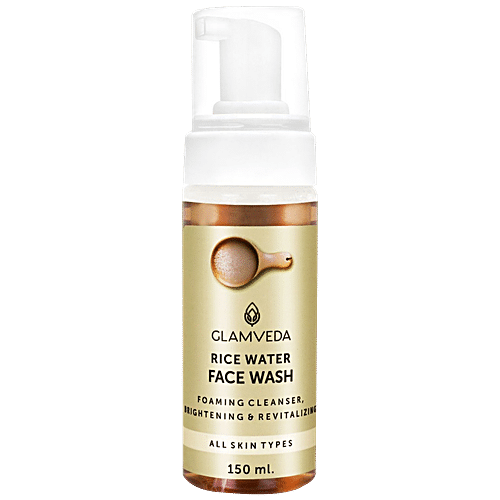 GLAMVEDA
RICE WATER
FACE WASH
FOAMING CLEANSER,
BRIGHTENING & REVITALIZING
ALL SKIN TYPES
150 ml.